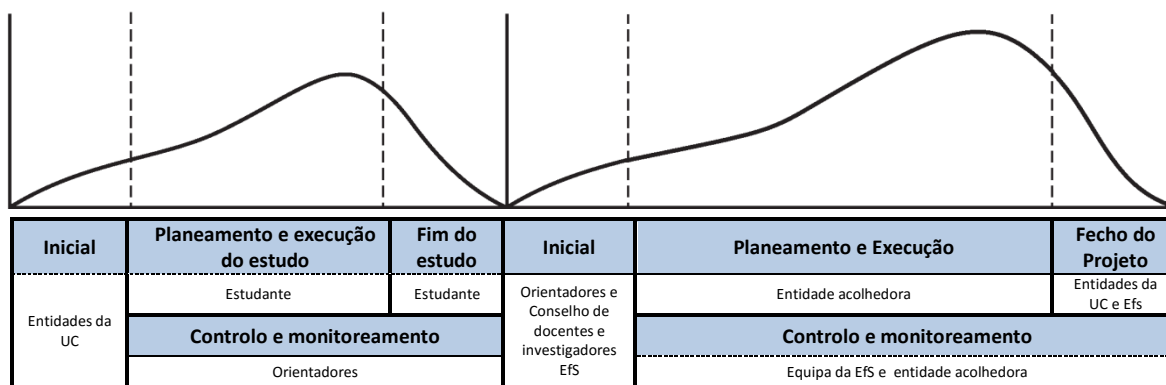 Inicial
Planeamento e execução
do estudo
Fim do
estudo
Inicial
Planeamento e Execução
Fecho do
Projeto
Entidades da
UC
Estudante
Estudante
Orientadores e
Conselho de
docentes e
investigadores
EfS
Entidade acolhedora
Entidades da
UC e Efs
Controlo e monitoreamento
Controlo e monitoreamento
Orientadores
Equipa da EfS e entidade acolhedora